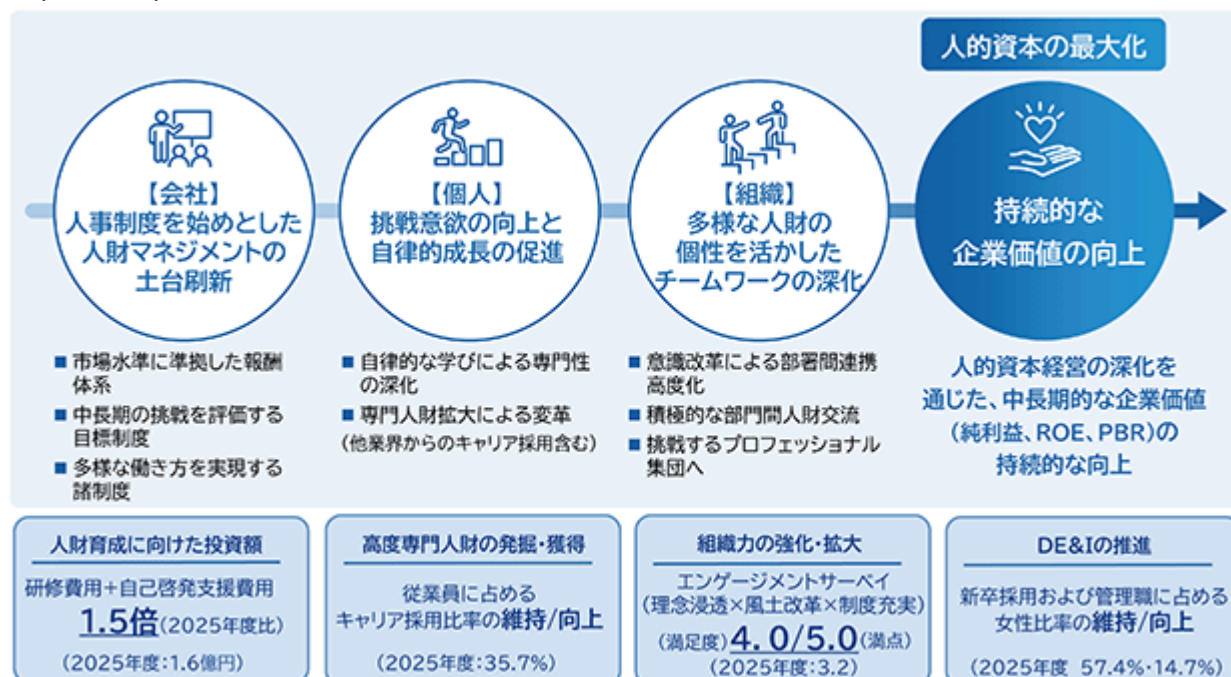 人的資本の最大化
【会社】
人事制度を始めとした
人財マネジメントの
土台刷新
【個人】
挑戦意欲の向上と
自律的成長の促進
【組織】
多様な人財の
個性を活かした
チームワークの深化
持続的な
企業価値の向上
■ 市場水準に準拠した報酬
体系
■ 中長期の挑戦を評価する
目標制度
■ 多様な働き方を実現する
諸制度
■ 自律的な学びによる専門性
の深化
■ 専門人財拡大による変革
(他業界からのキャリア採用含む)
■ 意識改革による部署間連携
高度化
■ 積極的な部門間人財交流
■ 挑戦するプロフェッショナル
集団へ
人的資本経営の深化を
通じた、中長期的な企業価値
(純利益、ROE、PBR)の
持続的な向上
人財育成に向けた投資額
研修費用+自己啓発支援費用
1.5倍(2025年度比)
(2025年度:1.6億円)
高度専門人財の発掘・獲得
従業員に占める
キャリア採用比率の維持/向上
(2025年度:35.7%)
組織力の強化・拡大
エンゲージメントサーベイ
(理念浸透×風土改革×制度充実)
(満足度)4.0/5.0(満点)
(2025年度:3.2)
DE&Iの推進
新卒採用および管理職に占める
女性比率の維持/向上
(2025年度 57.4%・14.7%)